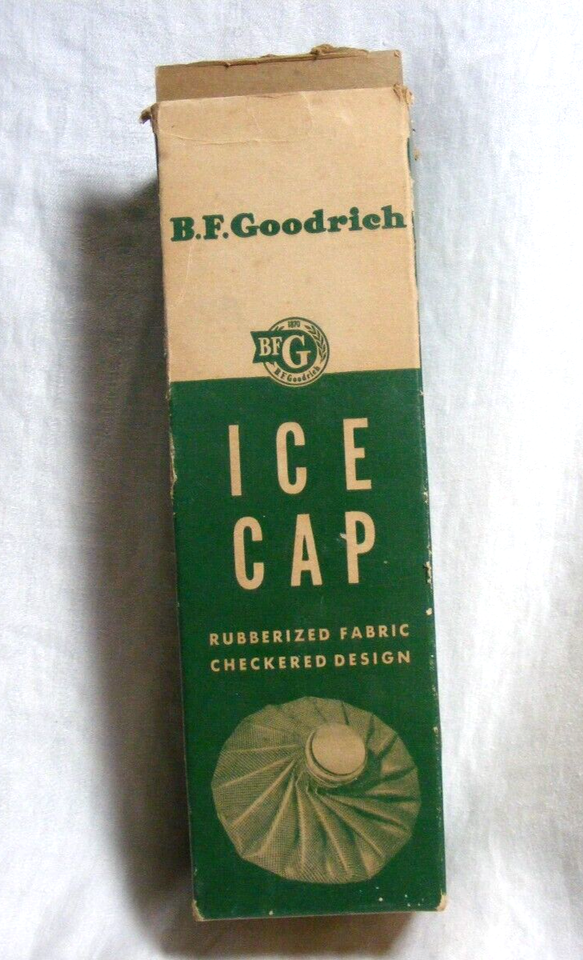 B.F.Goodrich
1870
BFG
B.F.Goodrich
ICE
CAP
RUBBERIZED FABRIC
CHECKERED DESIGN